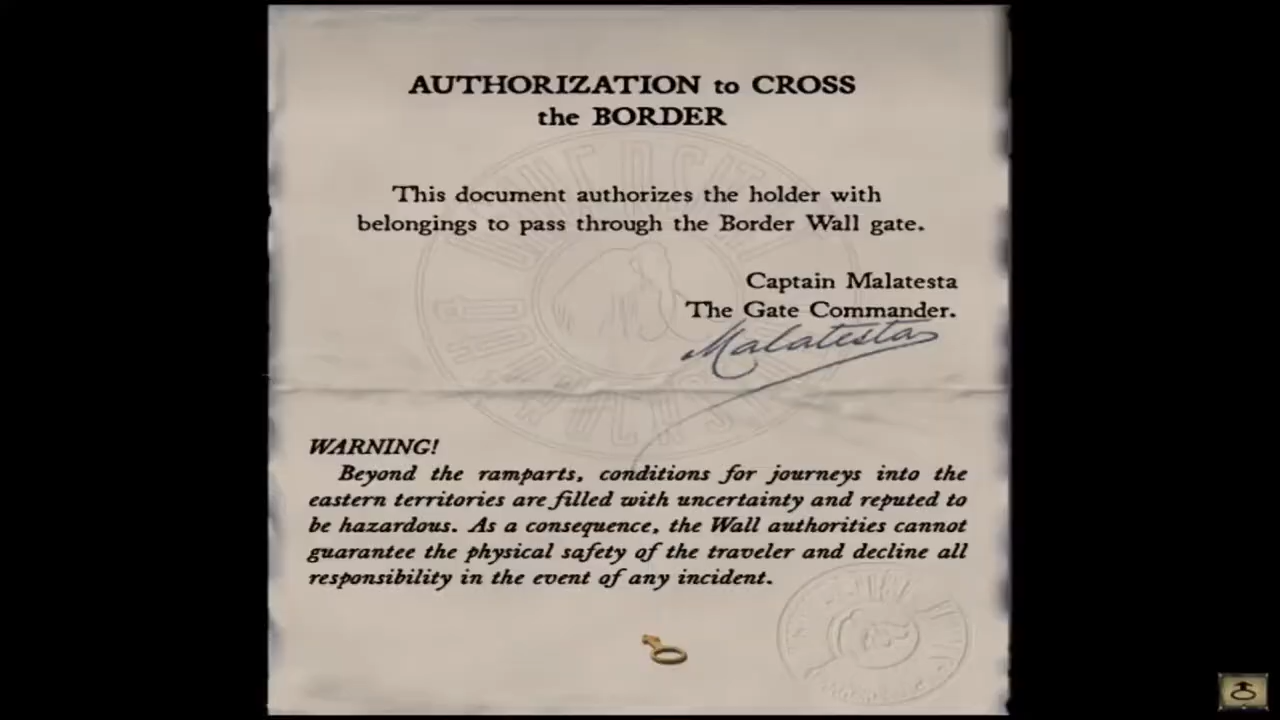 AUTHORIZATION to CROSS
the BORDER
This document authorizes the holder with
belongings to pass through the Border Wall gate.
Captain Malatesta
The Gate Commander.
Malatesta
WARNING!
Beyond the ramparts, conditions for journeys into the
eastern territories are filled with uncertainty and reputed to
be hazardous. As a consequence, the Wall authorities cannot
guarantee the physical safety of the traveler and decline all
responsibility in the event of any incident.